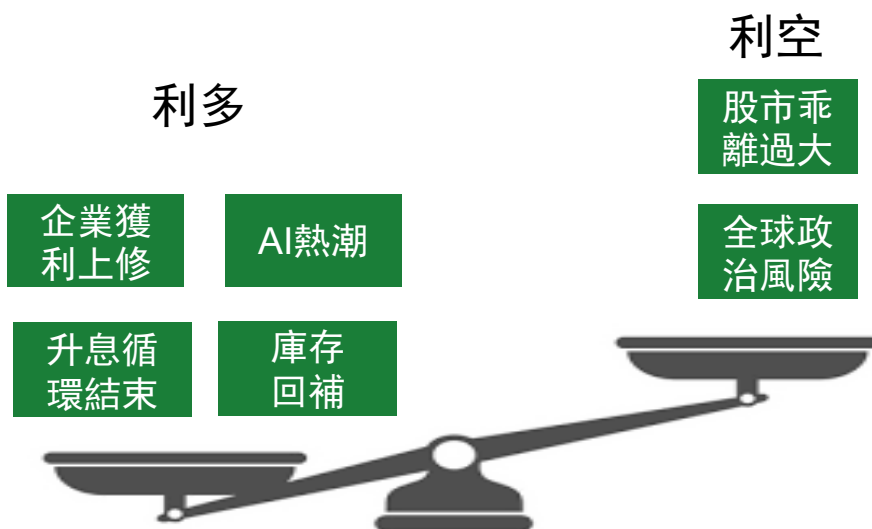 利空
利多
股市乖
離過大
企業獲
利上修
AI熱潮
全球政
治風險
升息循
環結束
庫存
回補